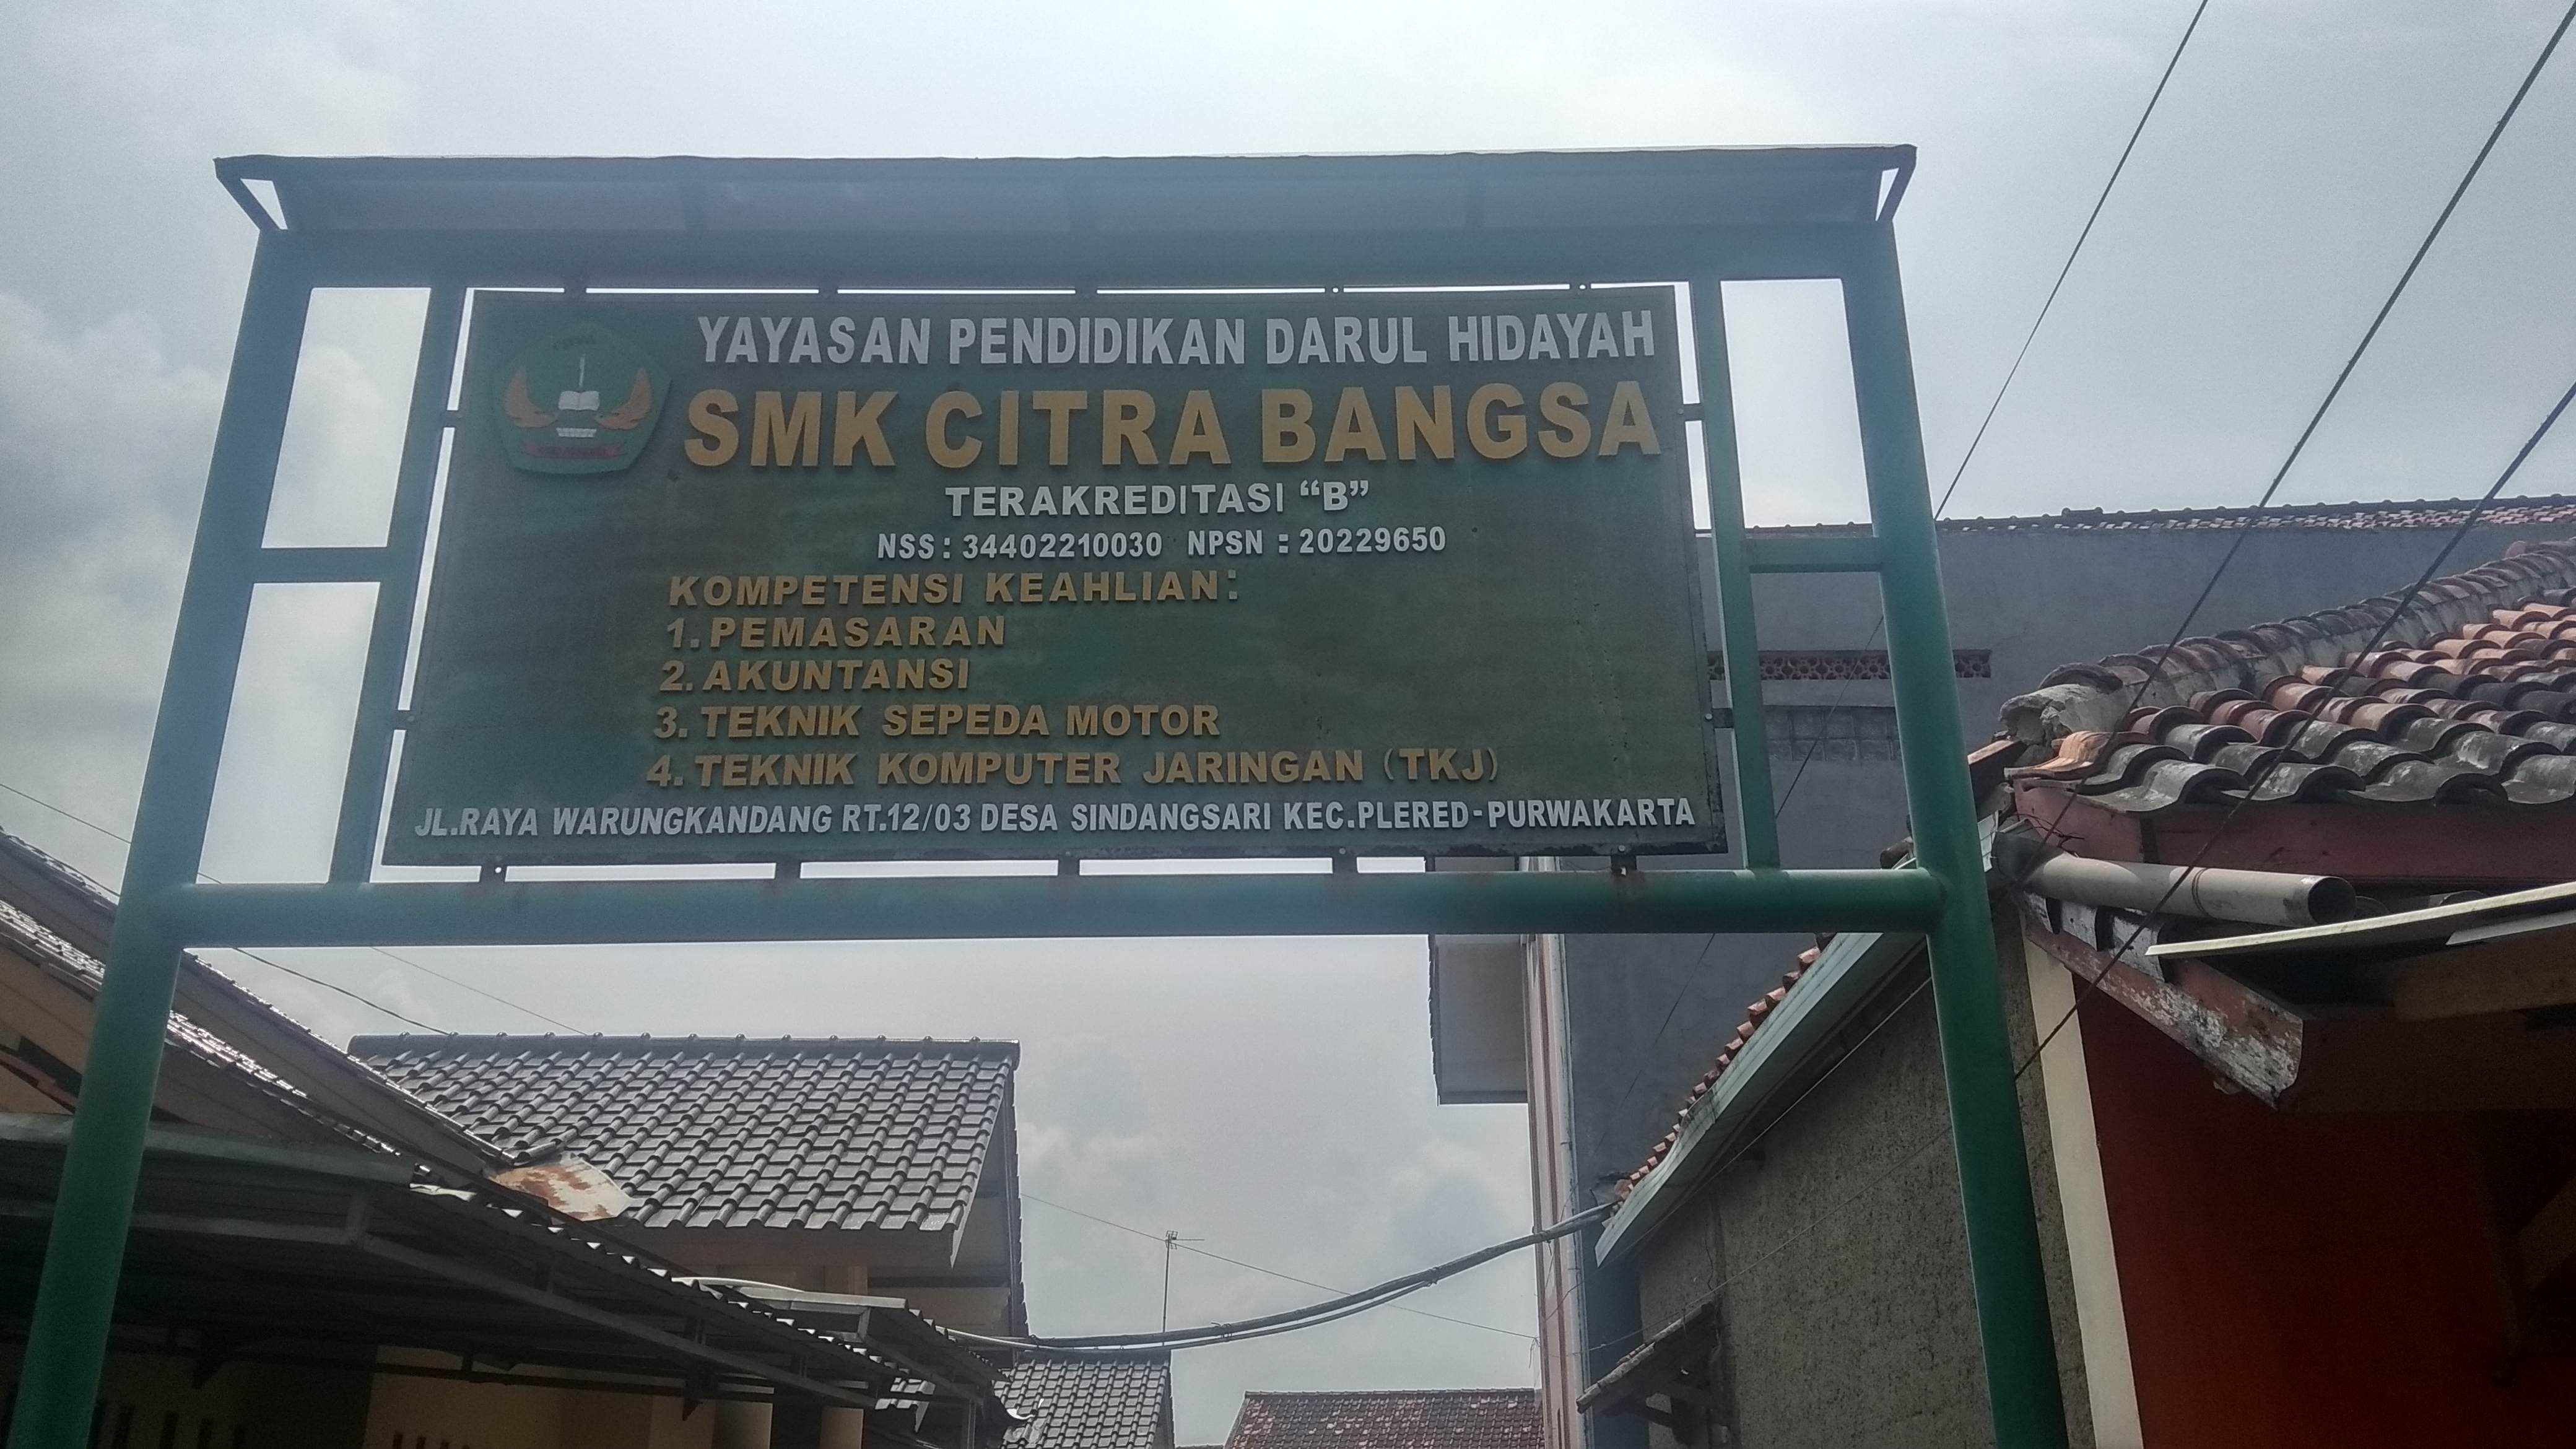 YAYASAN PENDIDIKAN DARUL HIDAYAH
SMK CITRA BANGSA
TERAKREDITASI “B”
NSS : 34402210030 NPSN : 20229650
KOMPETENSI KEAHLIAN :
1. PEMASARAN
2. AKUNTANSI
3. TEKNIK SEPEDA MOTOR
4. TEKNIK KOMPUTER JARINGAN (TKJ)
JL.RAYA WARUNGKANDANG RT.12/03 DESA SINDANGSARI KEC.PLERED-PURWAKARTA